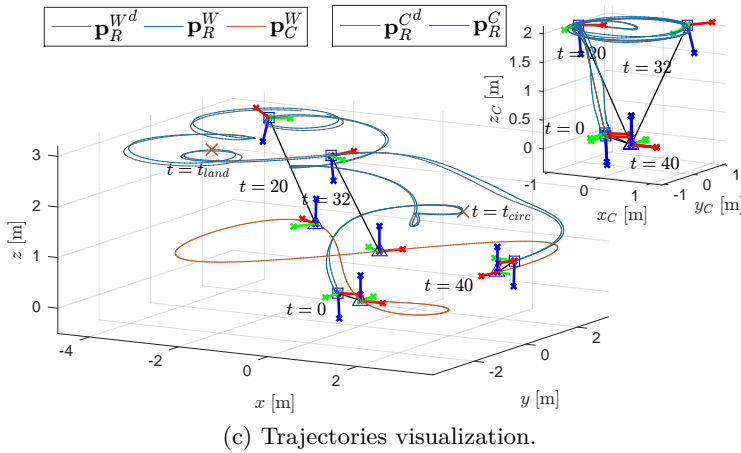 p_R^{W^d} p_R^W p_C^W p_R^{C^d} p_R^C
2
1.5
1
0.5
0
z_C [m]
t = 20
t = 32
t = 0
t = 40
-1
0
1
x_C [m]
-1
0
1
y_C [m]
3
2
1
0
z [m]
t = t_land
t = 20
t = 32
t = t_circ
t = 40
t = 0
-4
-2
0
2
x [m]
-2
0
2
y [m]
(c) Trajectories visualization.